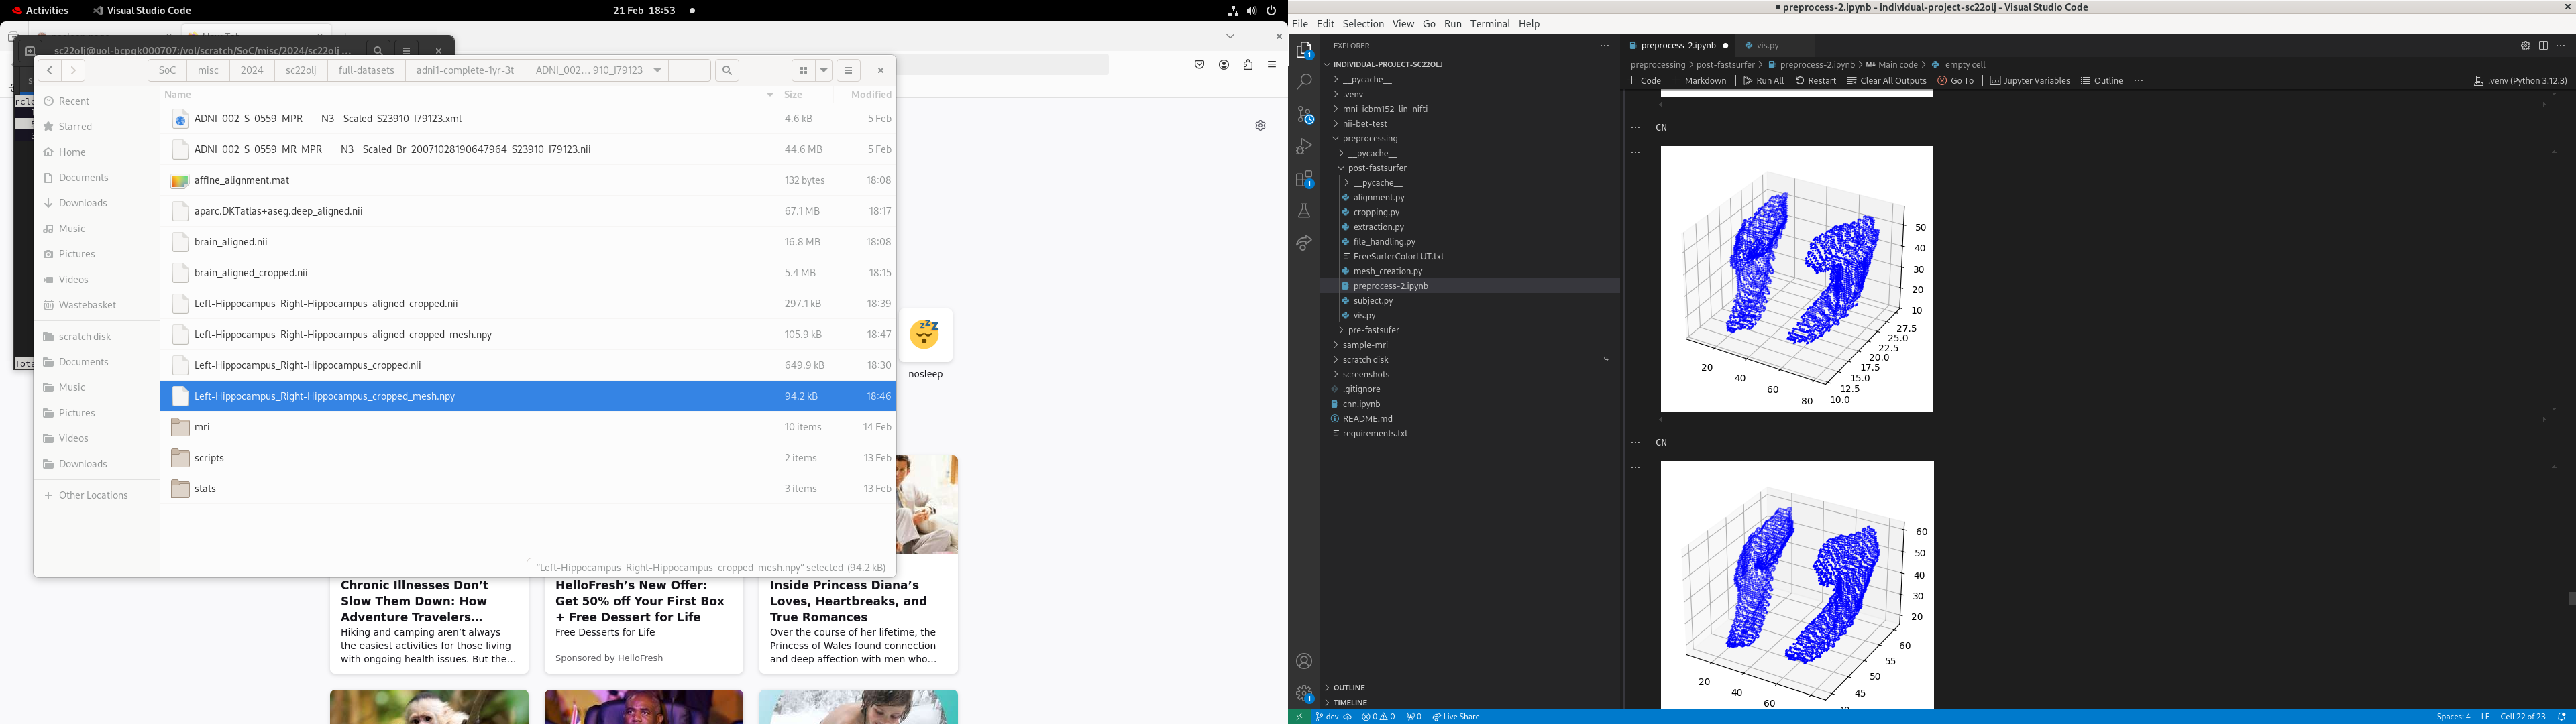 Activities
Visual Studio Code
21 Feb 18:53
sc22olj@uol-bcpqk000707:/vol/scratch/SoC/misc/2024/sc22olj ...
SoC
misc
2024
sc22olj
full-datasets
adni1-complete-1yr-3t
ADNI_002... 910_I79123
Recent
Starred
Home
Documents
Downloads
Music
Pictures
Videos
Wastebasket
scratch disk
Documents
Music
Pictures
Videos
Downloads
Other Locations
Name Size Modified
ADNI_002_S_0559_MPR____N3__Scaled_S23910_I79123.xml 4.6 kB 5 Feb
ADNI_002_S_0559_MR_MPR____N3__Scaled_Br_20071028190647964_S23910_I79123.nii 44.6 MB 5 Feb
affine_alignment.mat 132 bytes 18:08
aparc.DKTatlas+aseg.deep_aligned.nii 67.1 MB 18:17
brain_aligned.nii 16.8 MB 18:08
brain_aligned_cropped.nii 5.4 MB 18:15
Left-Hippocampus_Right-Hippocampus_aligned_cropped.nii 297.1 kB 18:39
Left-Hippocampus_Right-Hippocampus_aligned_cropped_mesh.npy 105.9 kB 18:47
Left-Hippocampus_Right-Hippocampus_cropped.nii 649.9 kB 18:30
Left-Hippocampus_Right-Hippocampus_cropped_mesh.npy 94.2 kB 18:46
mri 10 items 14 Feb
scripts 2 items 13 Feb
stats 3 items 13 Feb
"Left-Hippocampus_Right-Hippocampus_cropped_mesh.npy" selected (94.2 kB)
nosleep
Chronic Illnesses Don't
Slow Them Down: How
Adventure Travelers...
Hiking and camping aren't always
the easiest activities for those living
with ongoing health issues. But the...
HelloFresh's New Offer:
Get 50% off Your First Box
+ Free Dessert for Life
Free Desserts for Life
Sponsored by HelloFresh
Inside Princess Diana's
Loves, Heartbreaks, and
True Romances
Over the course of her lifetime, the
Princess of Wales found connection
and deep affection with men who...
● preprocess-2.ipynb - individual-project-sc22olj - Visual Studio Code
File Edit Selection View Go Run Terminal Help
EXPLORER
INDIVIDUAL-PROJECT-SC22OLJ
__pycache__
.venv
mni_icbm152_lin_nifti
nii-bet-test
preprocessing
__pycache__
post-fastsurfer
__pycache__
alignment.py
cropping.py
extraction.py
file_handling.py
FreeSurferColorLUT.txt
mesh_creation.py
preprocess-2.ipynb
subject.py
vis.py
pre-fastsufer
sample-mri
scratch disk
screenshots
.gitignore
cnn.ipynb
README.md
requirements.txt
OUTLINE
TIMELINE
preprocess-2.ipynb ●
vis.py
preprocessing > post-fastsurfer > preprocess-2.ipynb > Main code > empty cell
+ Code + Markdown Run All Restart Clear All Outputs Go To Jupyter Variables Outline ...
.venv (Python 3.12.3)
CN
50
40
30
20
10
27.5
25.0
22.5
20.0
17.5
15.0
12.5
10.0
20
40
60
80
CN
60
50
40
30
20
60
55
50
45
20
40
60
dev 0 0 0 Live Share
Spaces: 4 LF Cell 22 of 23